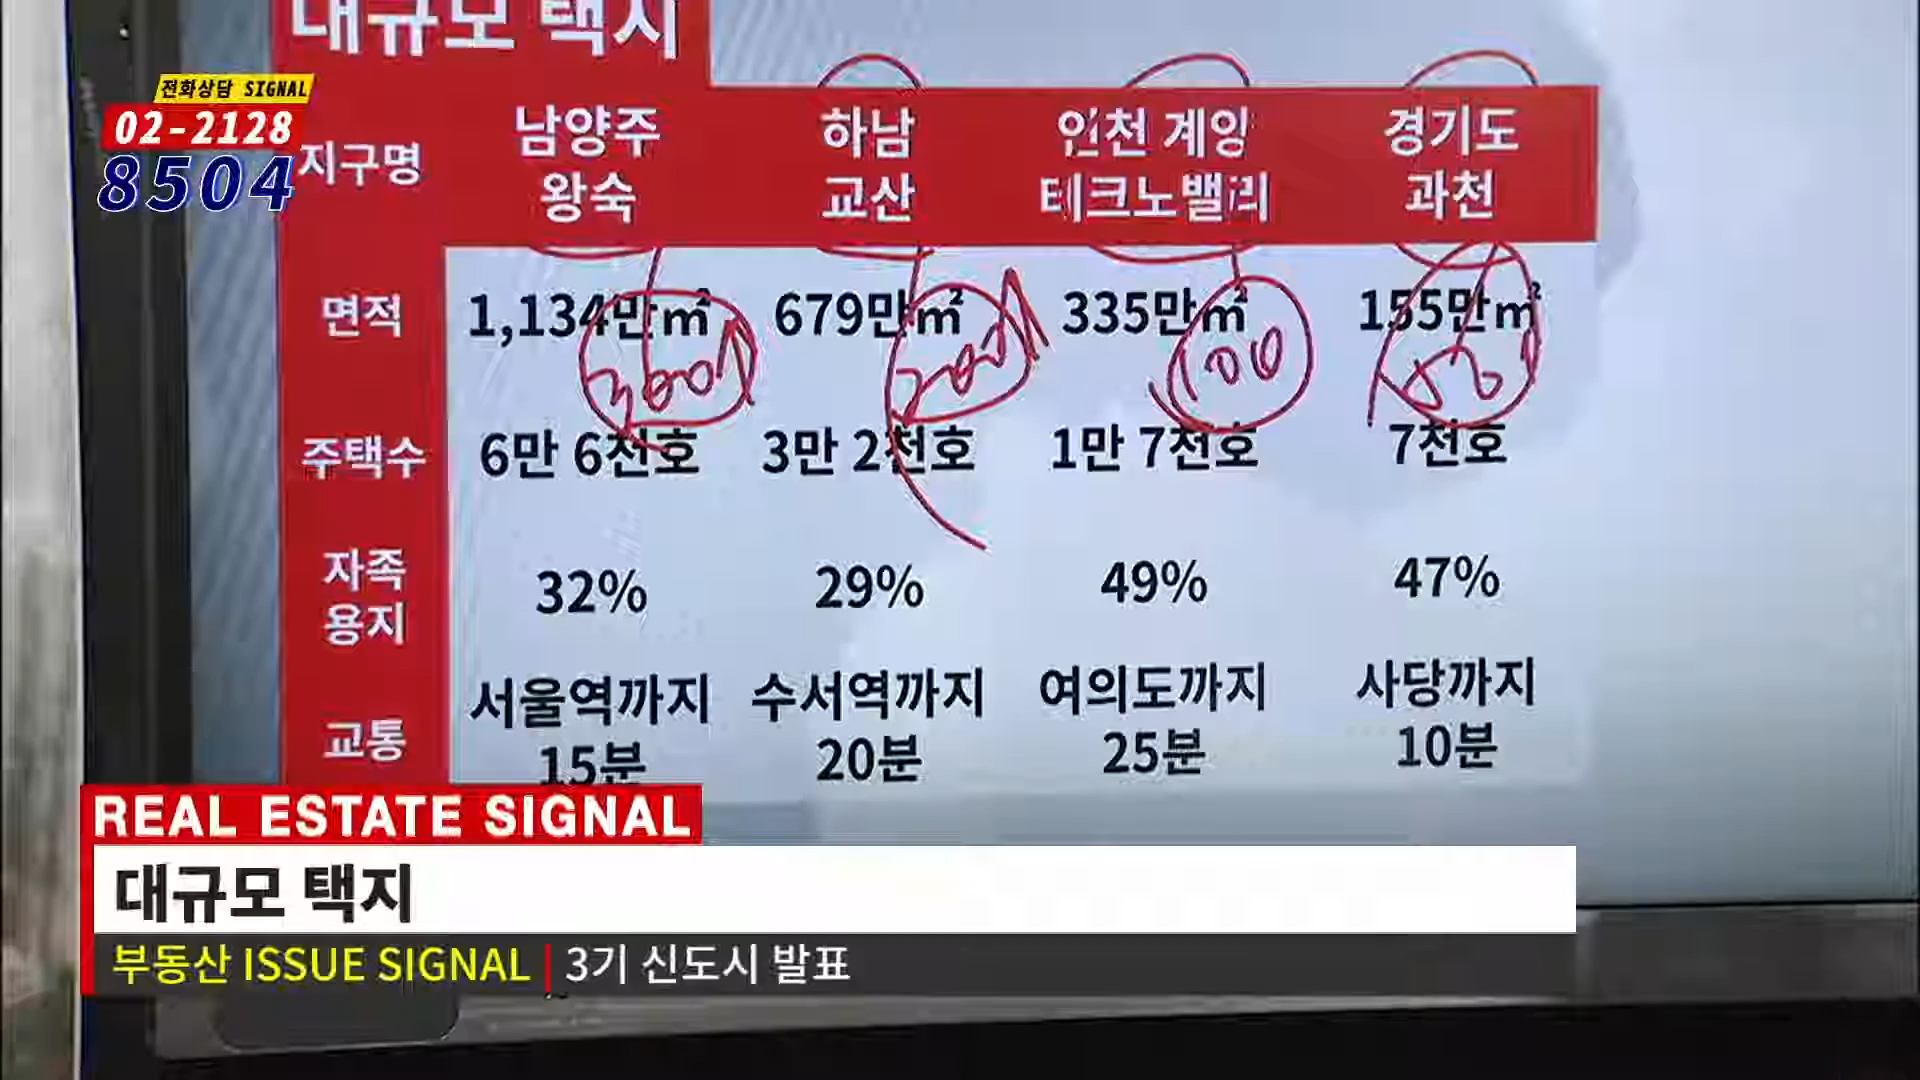 대규모 택지
전화상담 SIGNAL
02-2128
8504
지구명
남양주
왕숙
하남
교산
인천 계양
테크노밸리
경기도
과천
면적
1,134만㎡
679만㎡
335만㎡
155만㎡
300
200
100
50
주택수
6만 6천호
3만 2천호
1만 7천호
7천호
자족
용지
32%
29%
49%
47%
교통
서울역까지
15분
수서역까지
20분
여의도까지
25분
사당까지
10분
REAL ESTATE SIGNAL
대규모 택지
부동산 ISSUE SIGNAL | 3기 신도시 발표